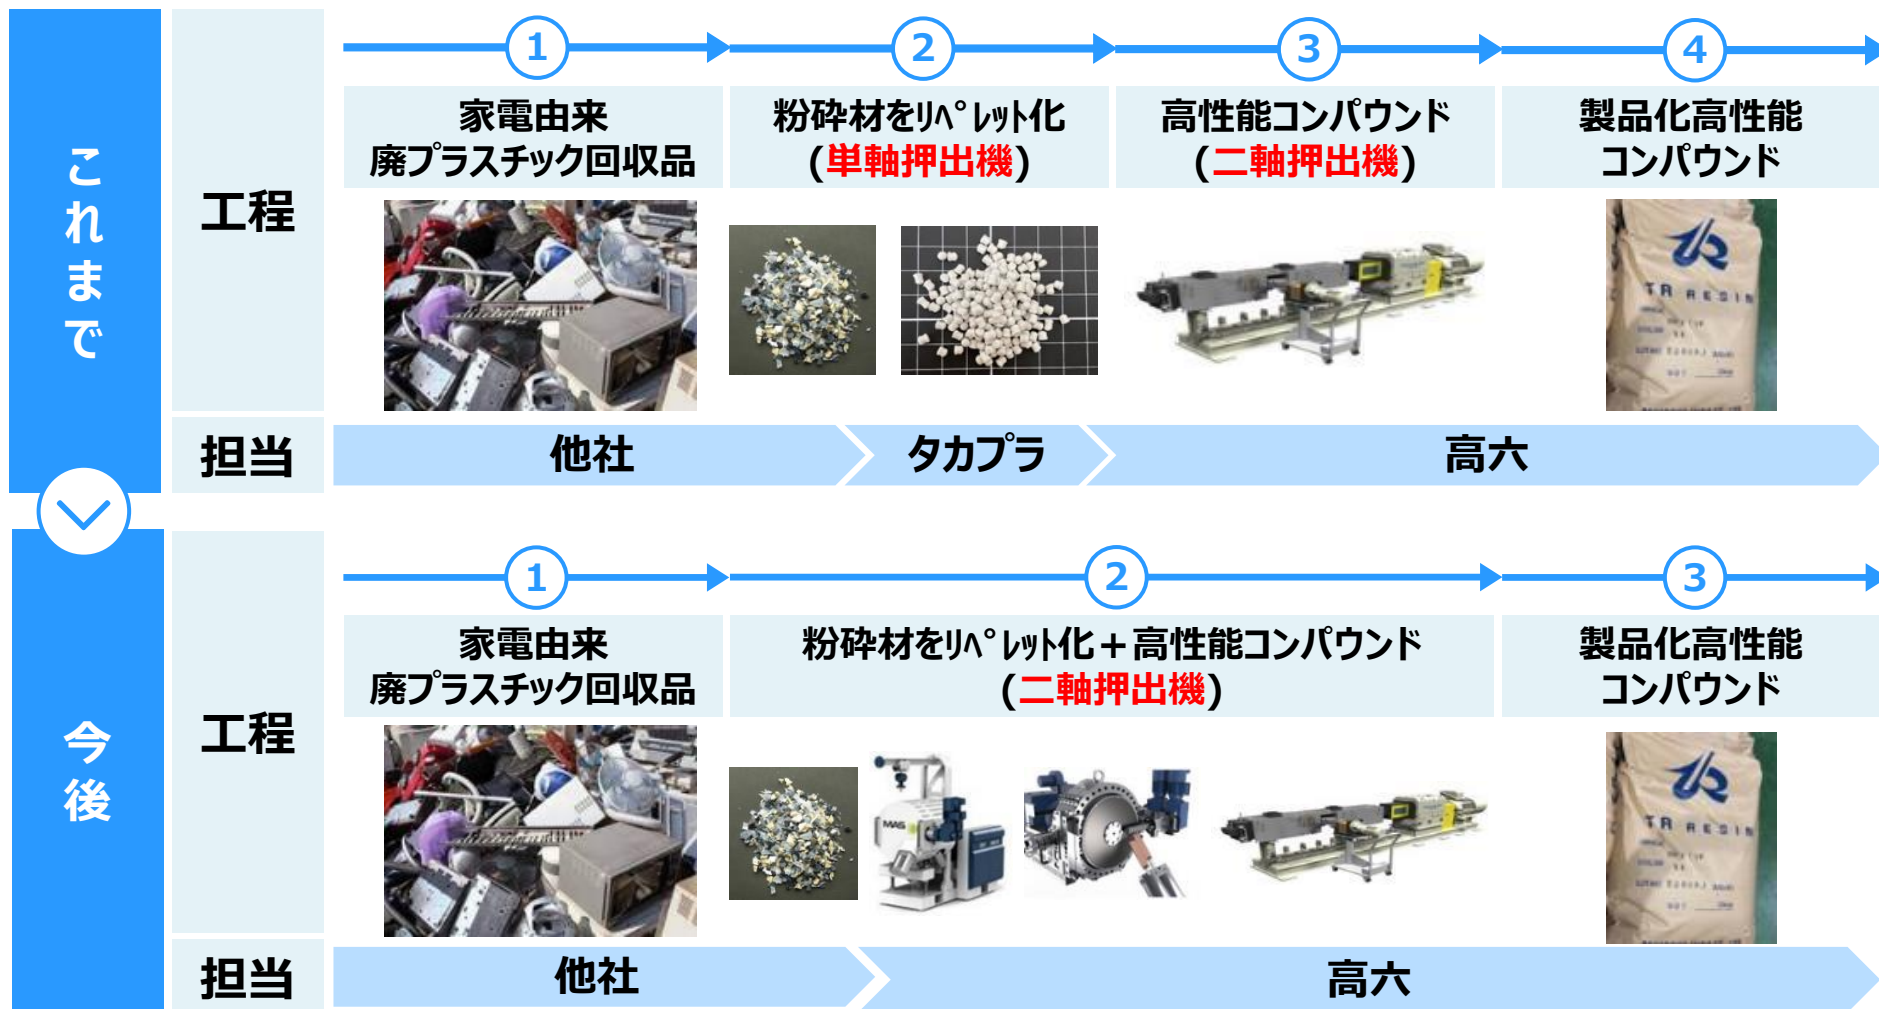 これまで
工程
1
2
3
4
家電由来
廃プラスチック回収品
粉砕材をﾘﾍﾟﾚｯﾄ化
(単軸押出機)
高性能コンパウンド
(二軸押出機)
製品化高性能
コンパウンド
TR RESIN
担当
他社
タカプラ
高六
今後
工程
1
2
3
家電由来
廃プラスチック回収品
粉砕材をﾘﾍﾟﾚｯﾄ化+高性能コンパウンド
(二軸押出機)
製品化高性能
コンパウンド
MAS
TR RESIN
担当
他社
高六